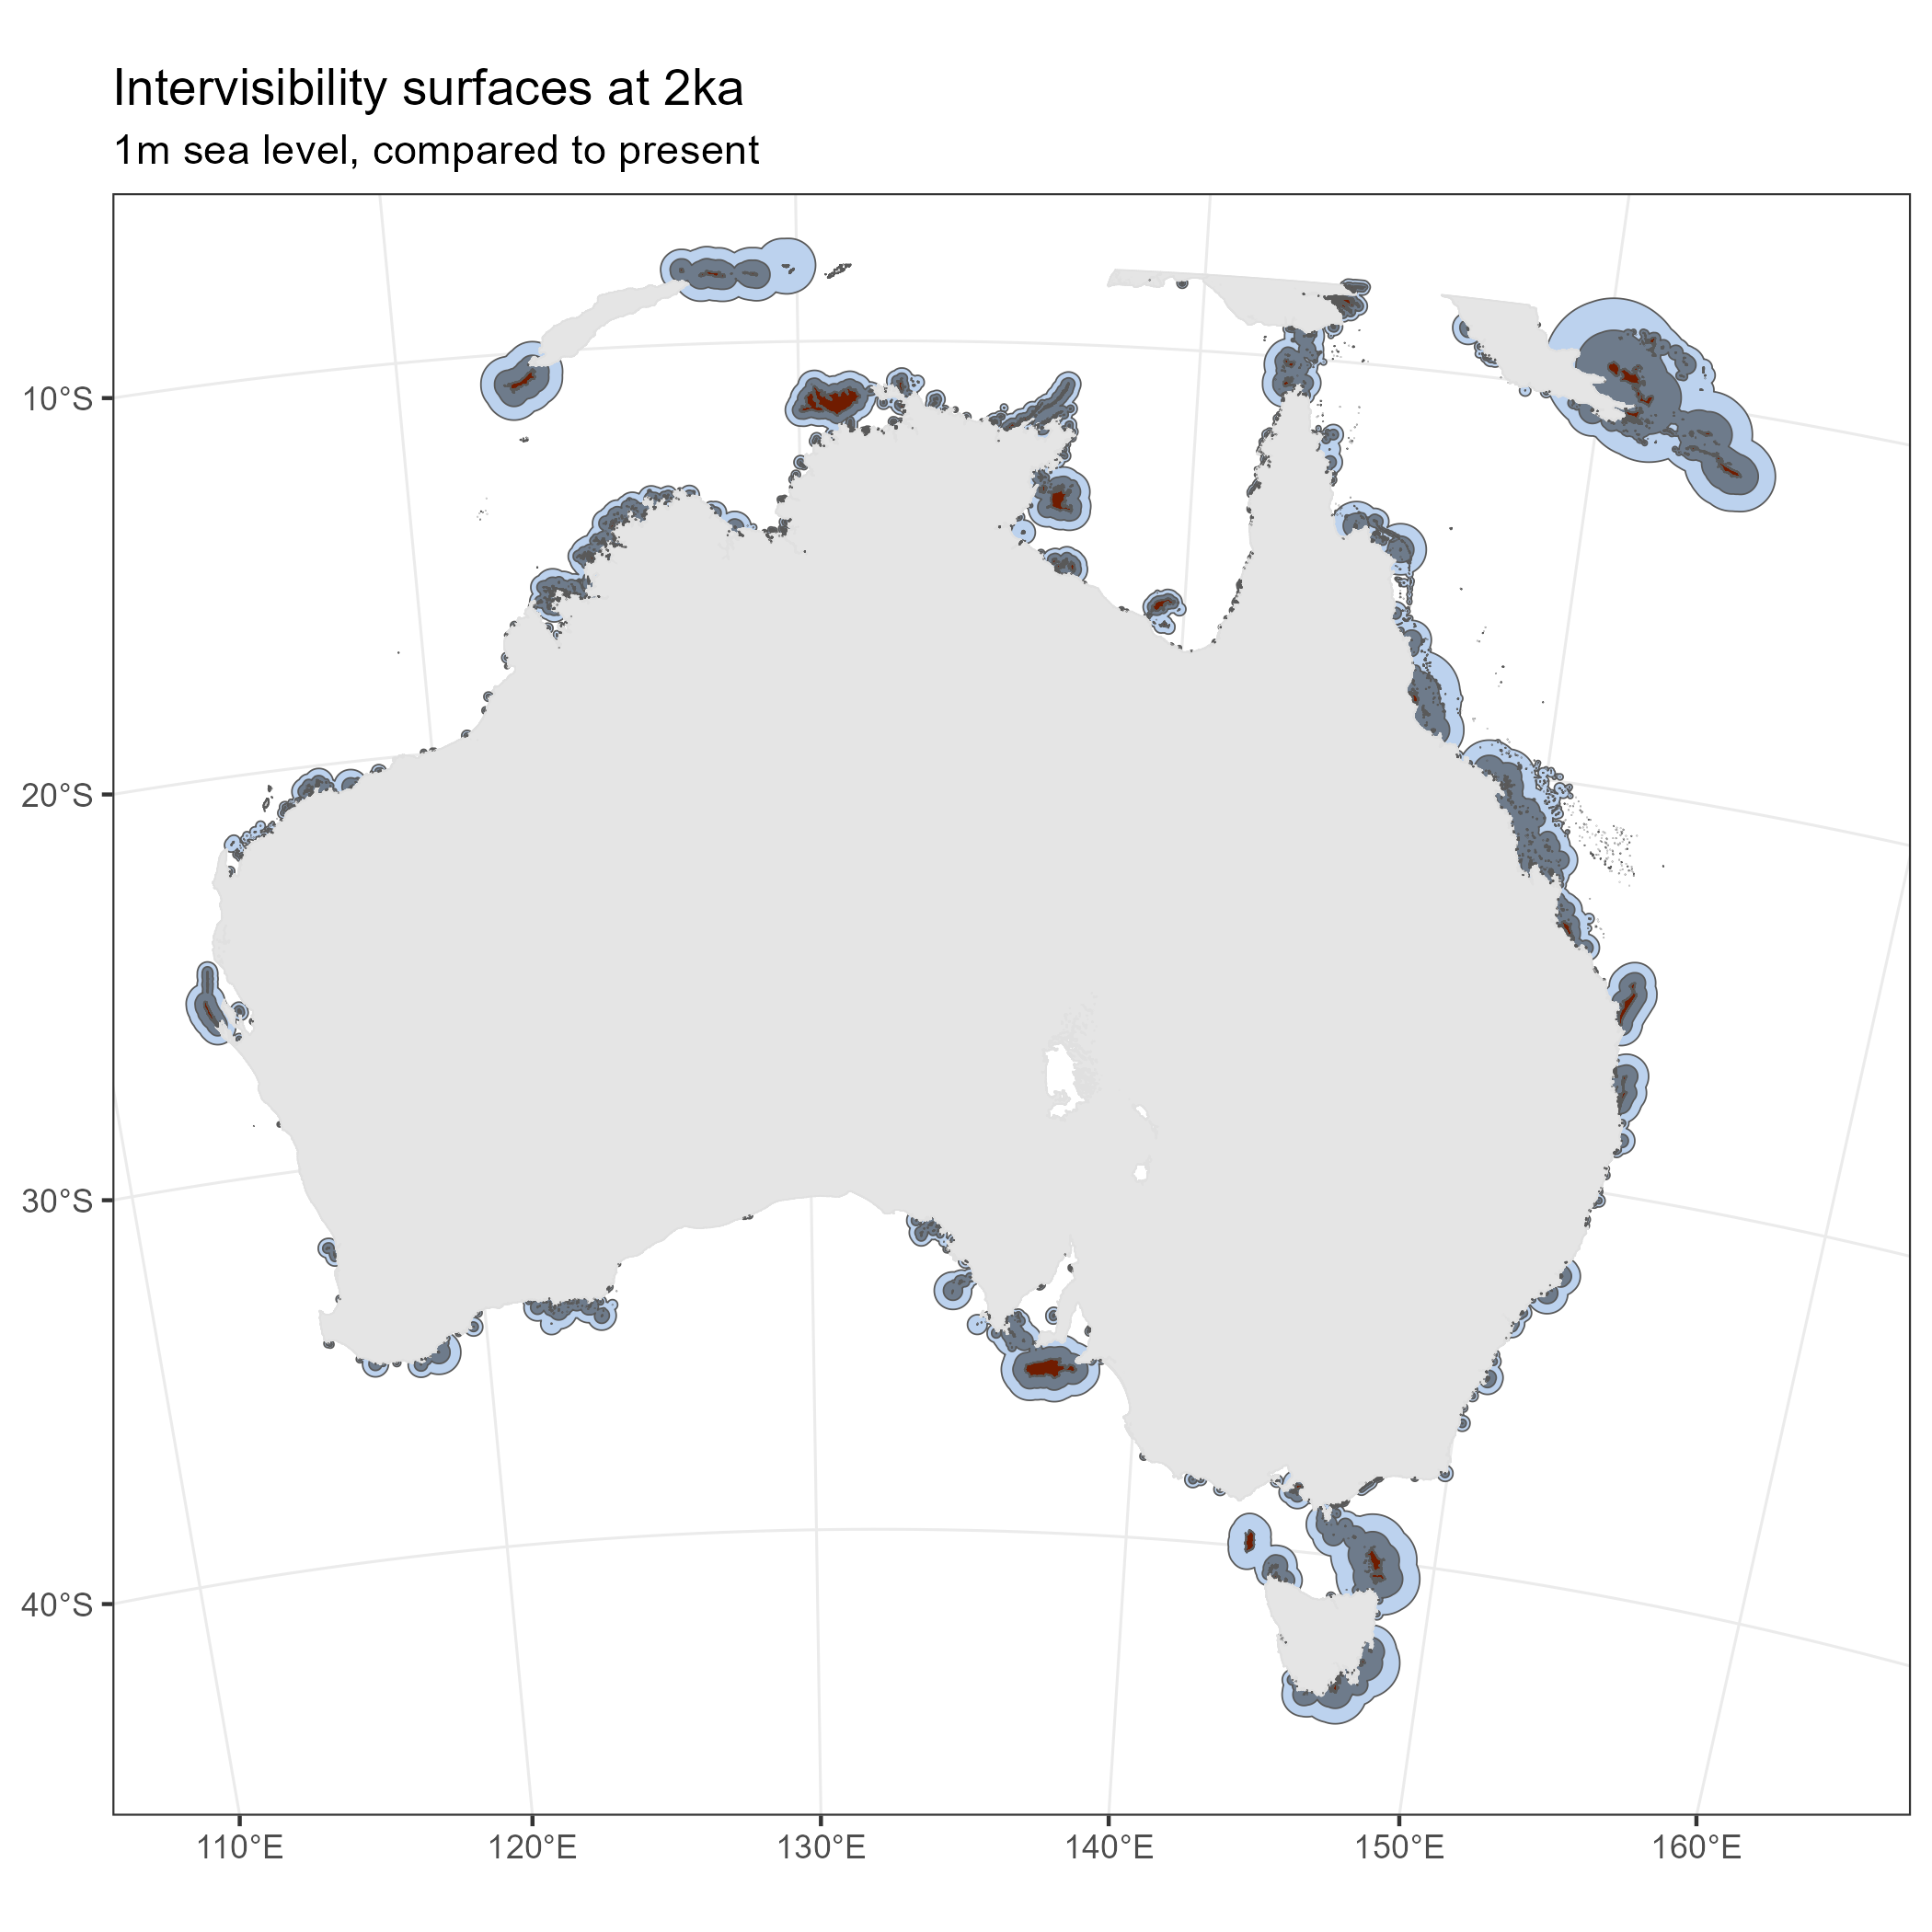 Intervisibility surfaces at 2ka
1m sea level, compared to present
10°S
20°S
30°S
40°S
110°E
120°E
130°E
140°E
150°E
160°E